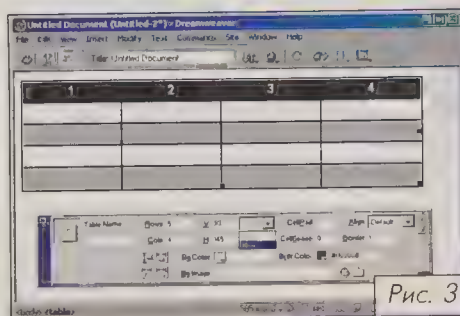 Untitled Document (Untitled-2*) - Dreamweaver
File Edit View Insert Modify Text Commands Site Window Help
Title: Untitled Document
1 2 3 4
Table Name Rows 5 CellPad Align Default
Cols 4 H CellSpace 0 Border 1
Bg Color Brdr Color
Bg Image
<body> <table>
Рис. 3